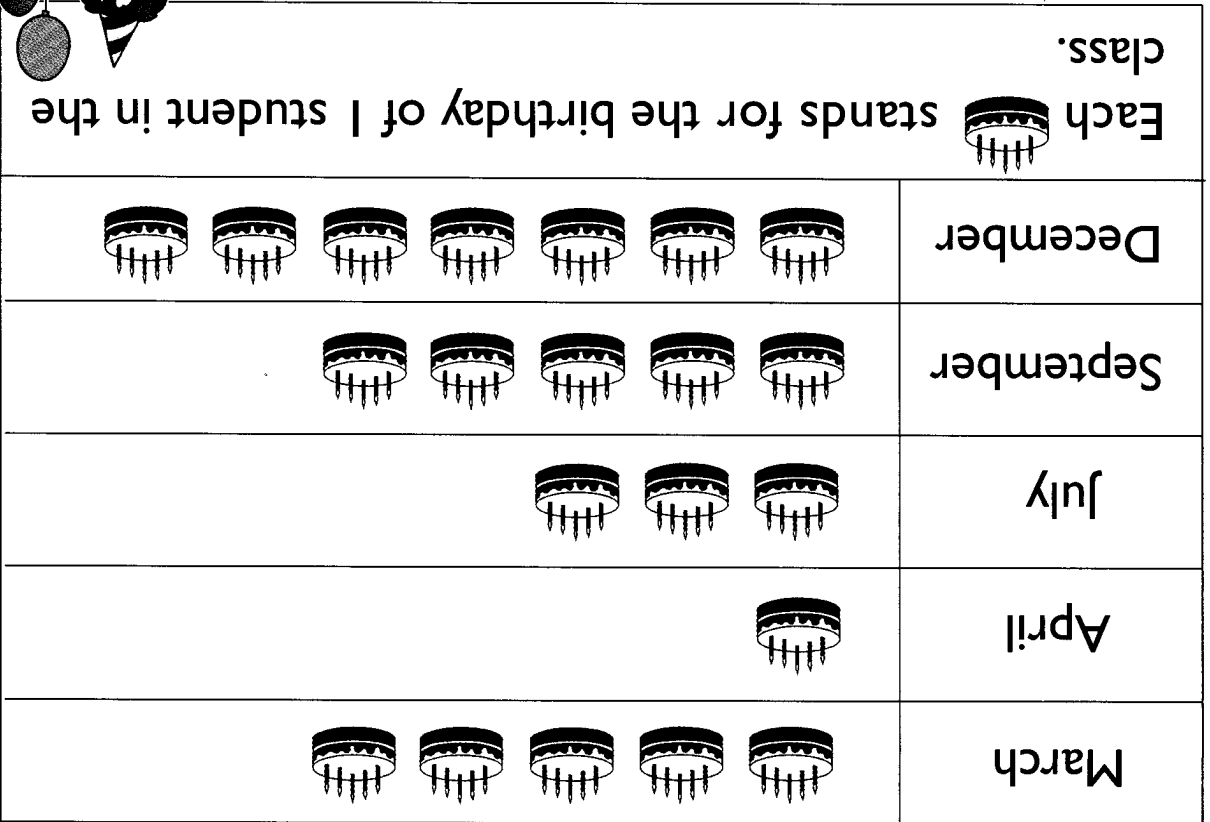 March
April
July
September
December
Each stands for the birthday of 1 student in the
class.